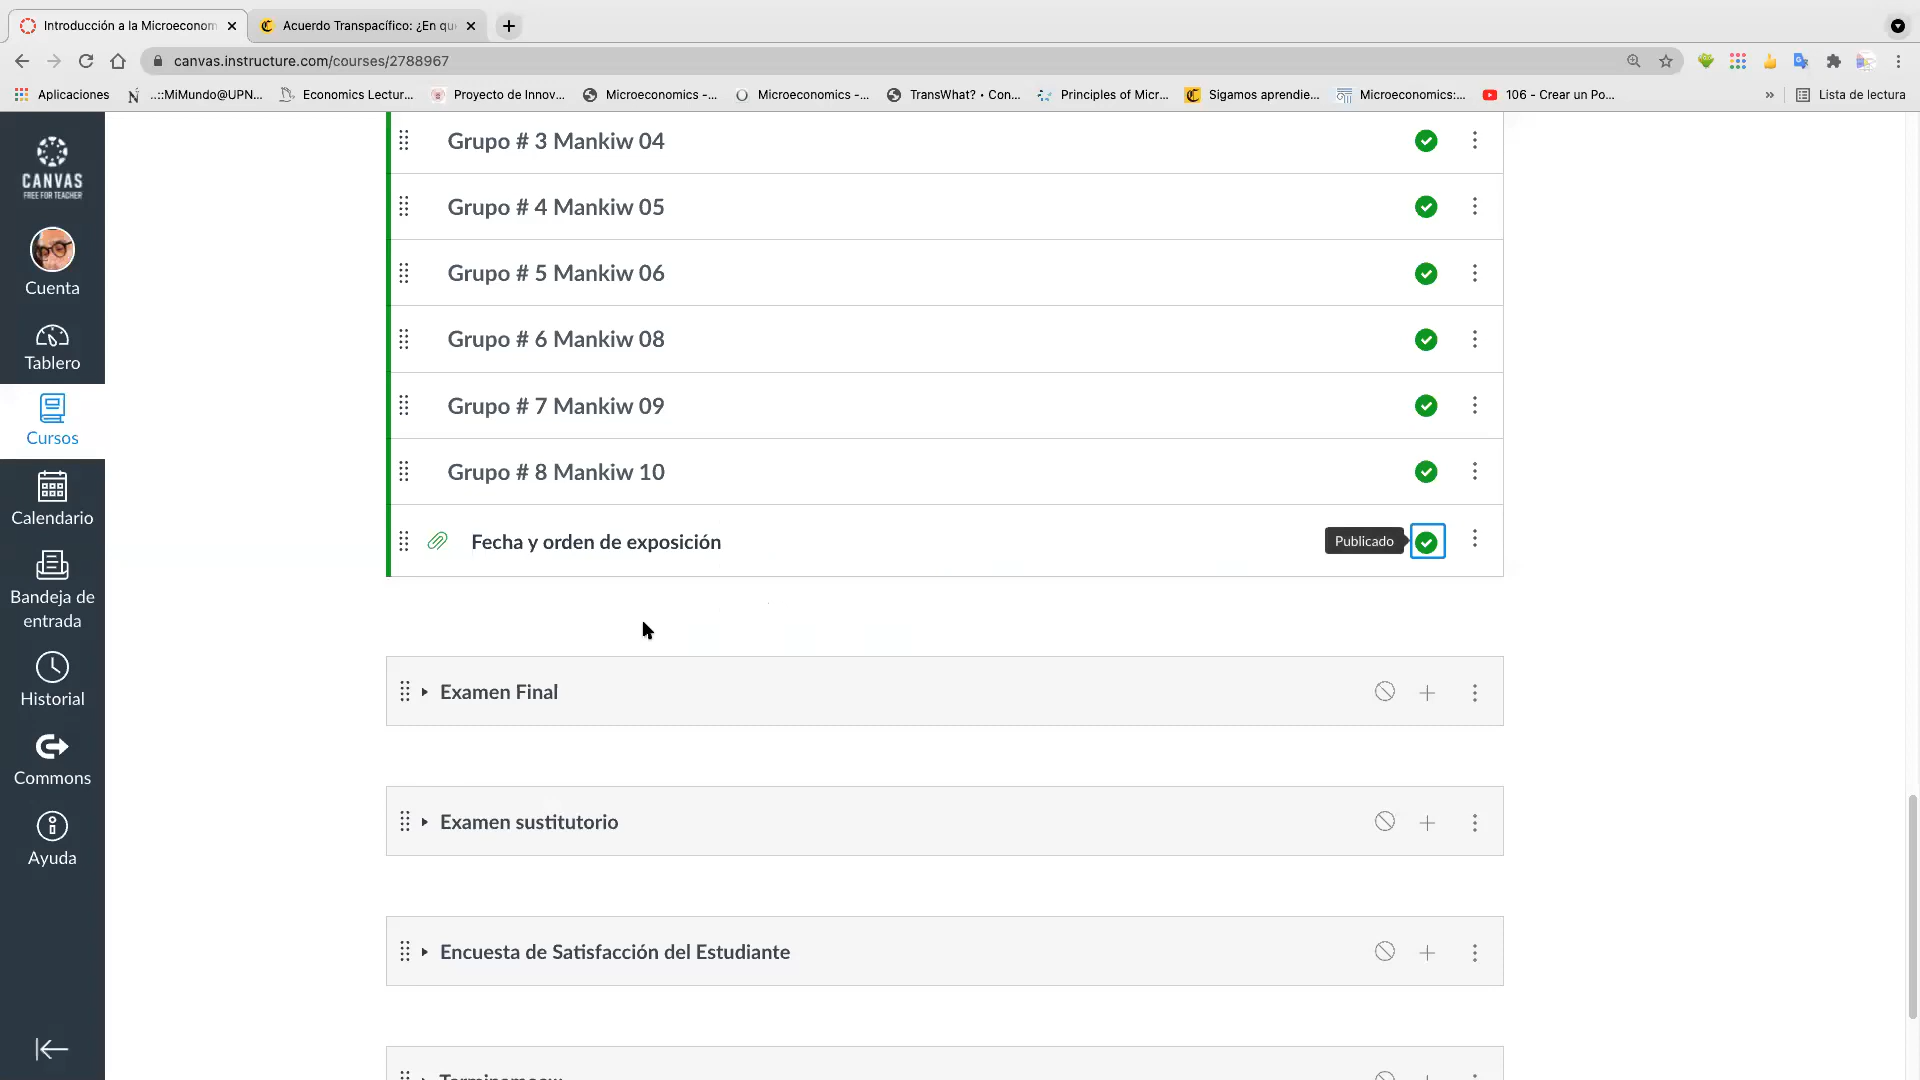 Introducción a la Microeconom
Acuerdo Transpacífico: ¿En qu
canvas.instructure.com/courses/2788967
Aplicaciones
..::MiMundo@UPN...
Economics Lectur...
Proyecto de Innov...
Microeconomics -...
Microeconomics -...
TransWhat? • Con...
Principles of Micr...
Sigamos aprendie...
Microeconomics:...
106 - Crear un Po...
»
Lista de lectura
CANVAS
FREE FOR TEACHER
Cuenta
Tablero
Cursos
Calendario
Bandeja de
entrada
Historial
Commons
Ayuda
Grupo # 3 Mankiw 04
Grupo # 4 Mankiw 05
Grupo # 5 Mankiw 06
Grupo # 6 Mankiw 08
Grupo # 7 Mankiw 09
Grupo # 8 Mankiw 10
Fecha y orden de exposición
Publicado
Examen Final
Examen sustitutorio
Encuesta de Satisfacción del Estudiante